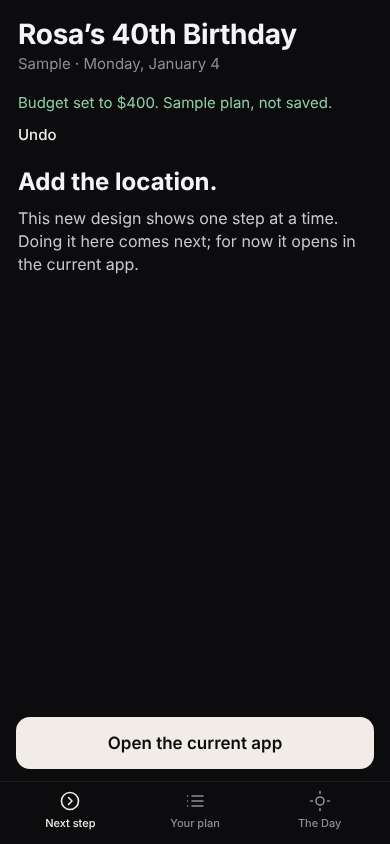 Rosa’s 40th Birthday
Sample · Monday, January 4
Budget set to $400. Sample plan, not saved.
Undo
Add the location.
This new design shows one step at a time.
Doing it here comes next; for now it opens in
the current app.
Open the current app
Next step
Your plan
The Day